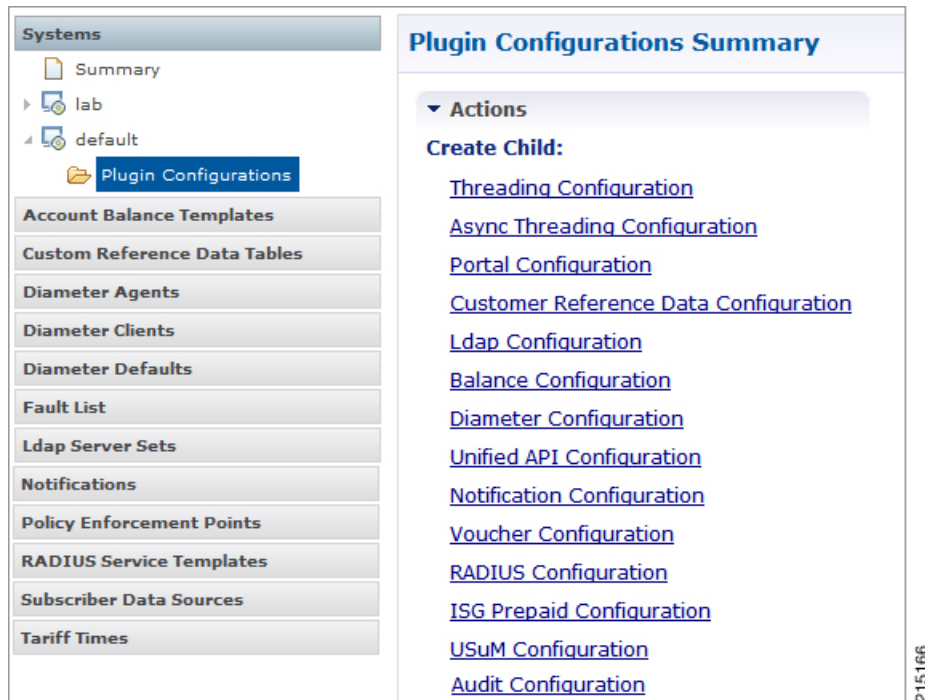 Systems
Summary
lab
default
Plugin Configurations
Account Balance Templates
Custom Reference Data Tables
Diameter Agents
Diameter Clients
Diameter Defaults
Fault List
Ldap Server Sets
Notifications
Policy Enforcement Points
RADIUS Service Templates
Subscriber Data Sources
Tariff Times
Plugin Configurations Summary
Actions
Create Child:
Threading Configuration
Async Threading Configuration
Portal Configuration
Customer Reference Data Configuration
Ldap Configuration
Balance Configuration
Diameter Configuration
Unified API Configuration
Notification Configuration
Voucher Configuration
RADIUS Configuration
ISG Prepaid Configuration
USuM Configuration
Audit Configuration
215166